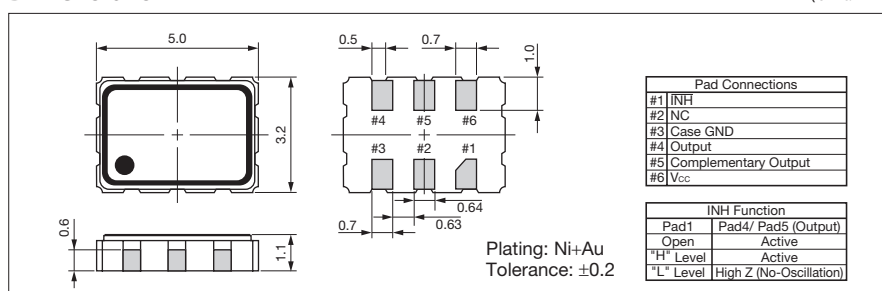 5.0
3.2
0.6
1.1
0.5
0.7
1.0
#4 #5 #6
#3 #2 #1
0.64
0.63
0.7
Plating: Ni+Au
Tolerance: ±0.2
Pad Connections
#1 I̅N̅H̅
#2 NC
#3 Case GND
#4 Output
#5 Complementary Output
#6 Vcc
INH Function
Pad1 Pad4/ Pad5 (Output)
Open Active
"H" Level Active
"L" Level High Z (No-Oscillation)